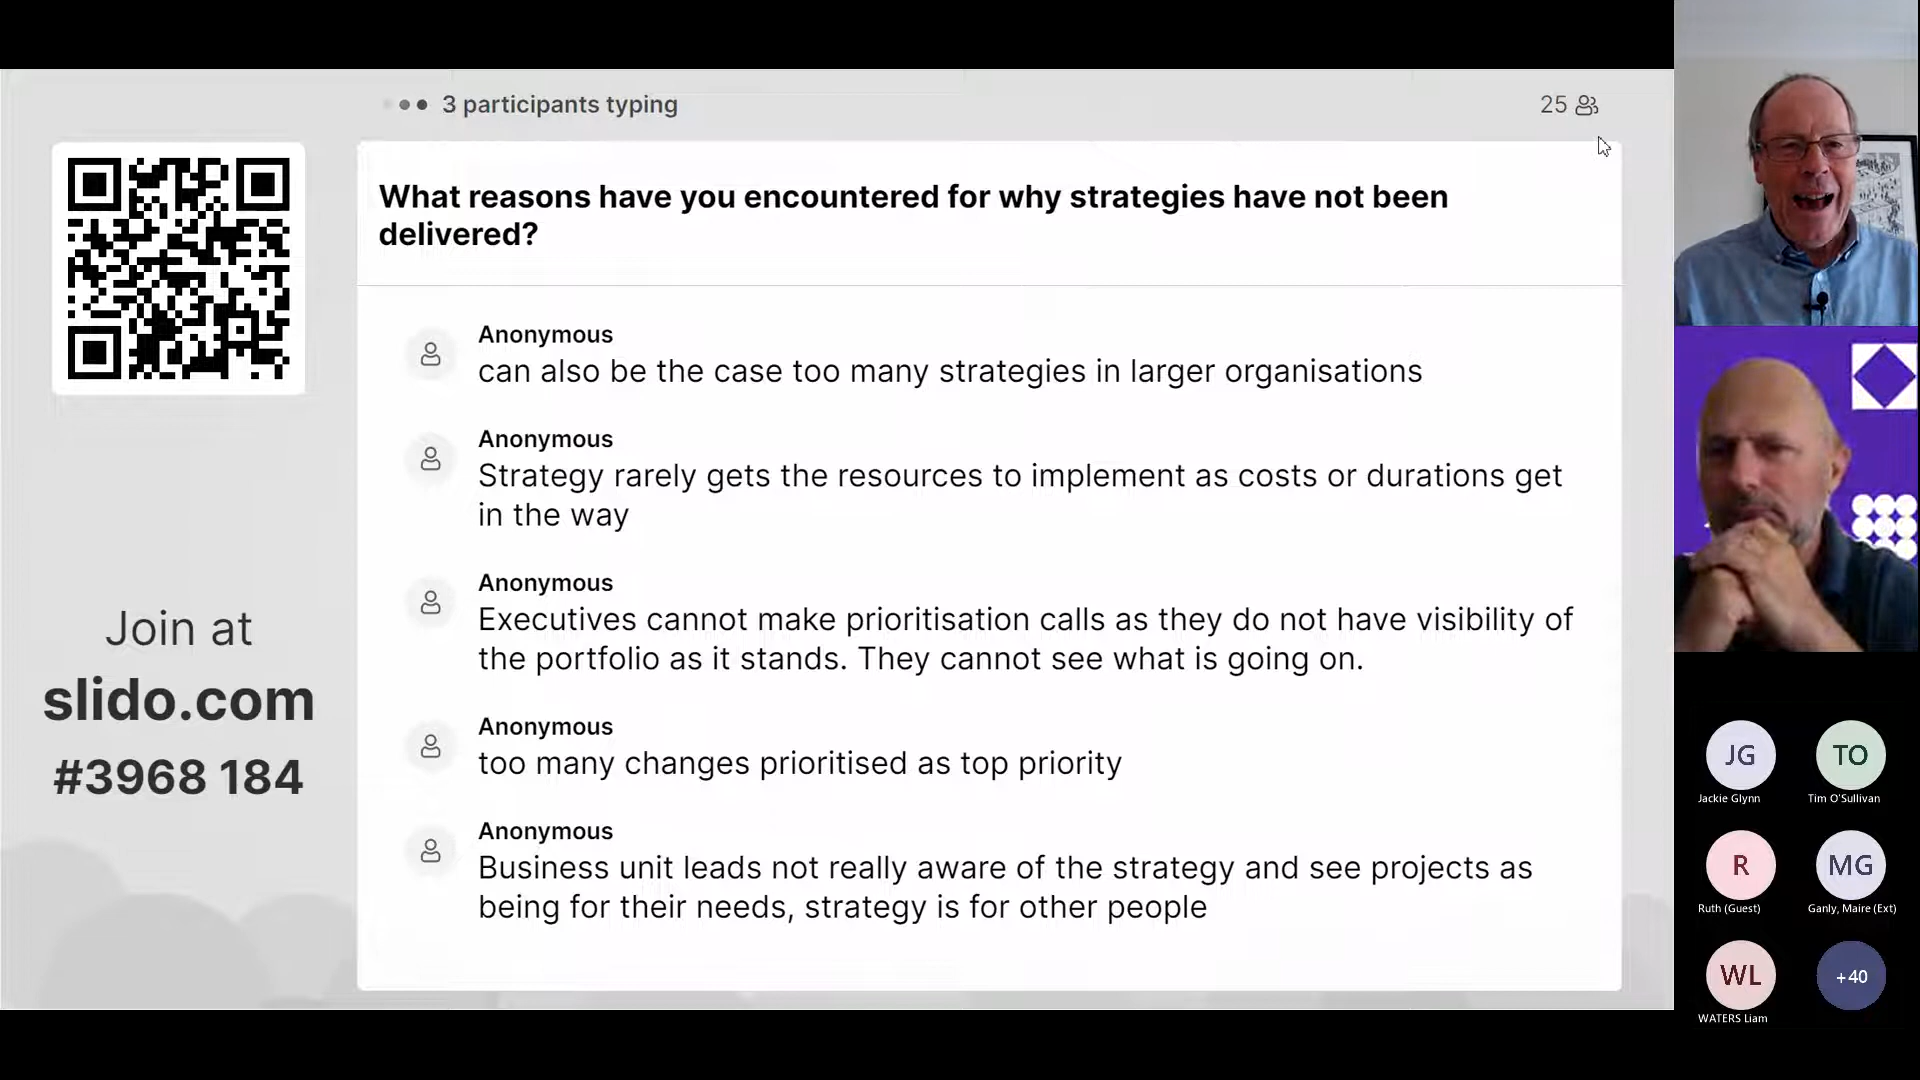 3 participants typing
25
What reasons have you encountered for why strategies have not been
delivered?
Anonymous
can also be the case too many strategies in larger organisations
Anonymous
Strategy rarely gets the resources to implement as costs or durations get
in the way
Anonymous
Executives cannot make prioritisation calls as they do not have visibility of
the portfolio as it stands. They cannot see what is going on.
Anonymous
too many changes prioritised as top priority
Anonymous
Business unit leads not really aware of the strategy and see projects as
being for their needs, strategy is for other people
Join at
slido.com
#3968 184
JG
Jackie Glynn
TO
Tim O'Sullivan
R
Ruth (Guest)
MG
Ganly, Maire (Ext)
WL
WATERS Liam
+40